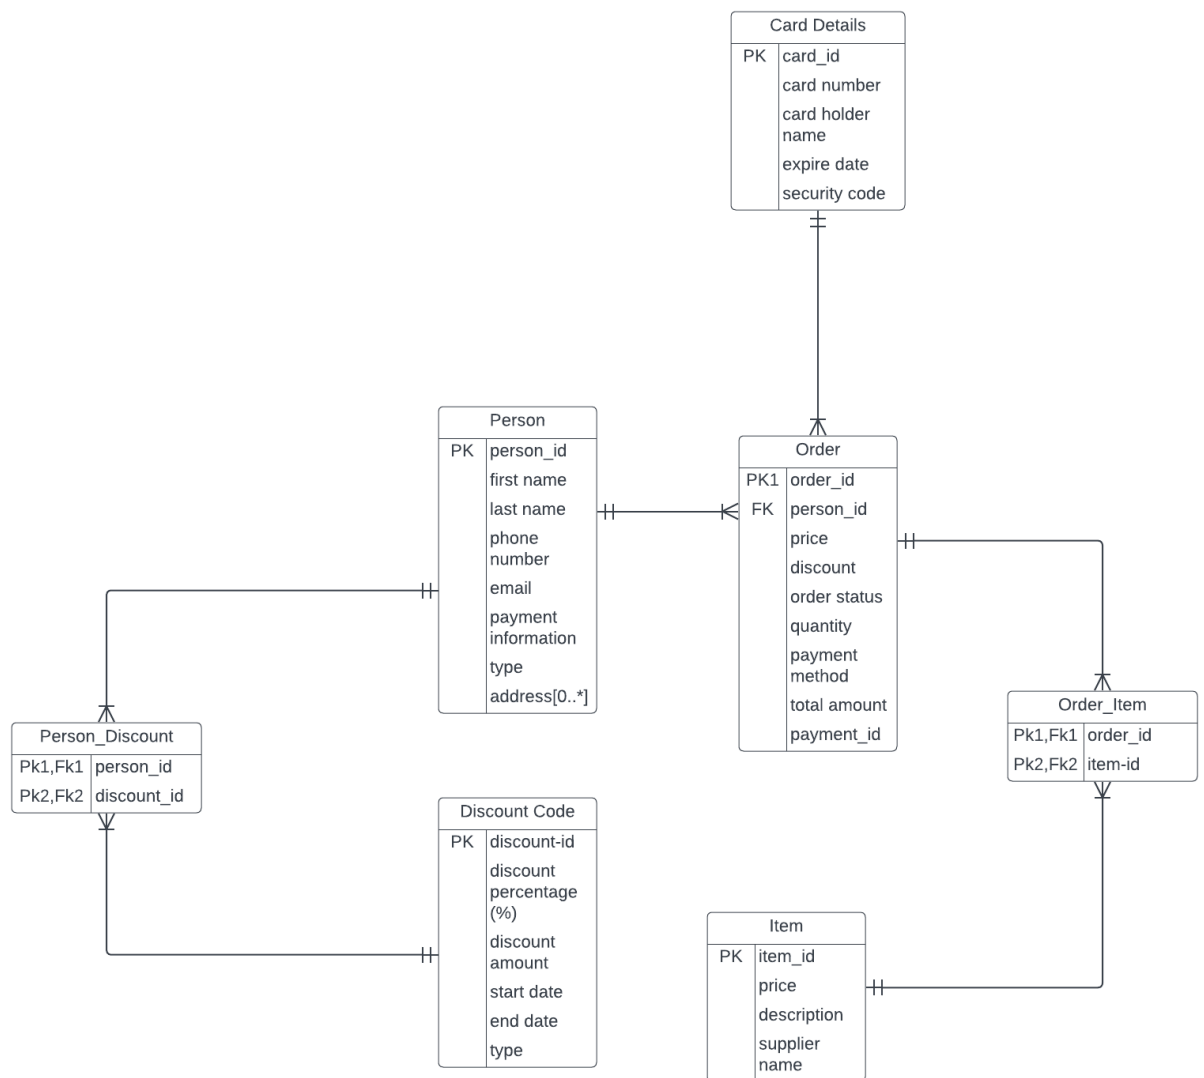 Card Details
PK card_id
card number
card holder
name
expire date
security code
Person
PK person_id
first name
last name
phone
number
email
payment
information
type
address[0..*]
Order
PK1 order_id
FK person_id
price
discount
order status
quantity
payment
method
total amount
payment_id
Person_Discount
Pk1,Fk1 person_id
Pk2,Fk2 discount_id
Order_Item
Pk1,Fk1 order_id
Pk2,Fk2 item-id
Discount Code
PK discount-id
discount
percentage
(%)
discount
amount
start date
end date
type
Item
PK item_id
price
description
supplier
name